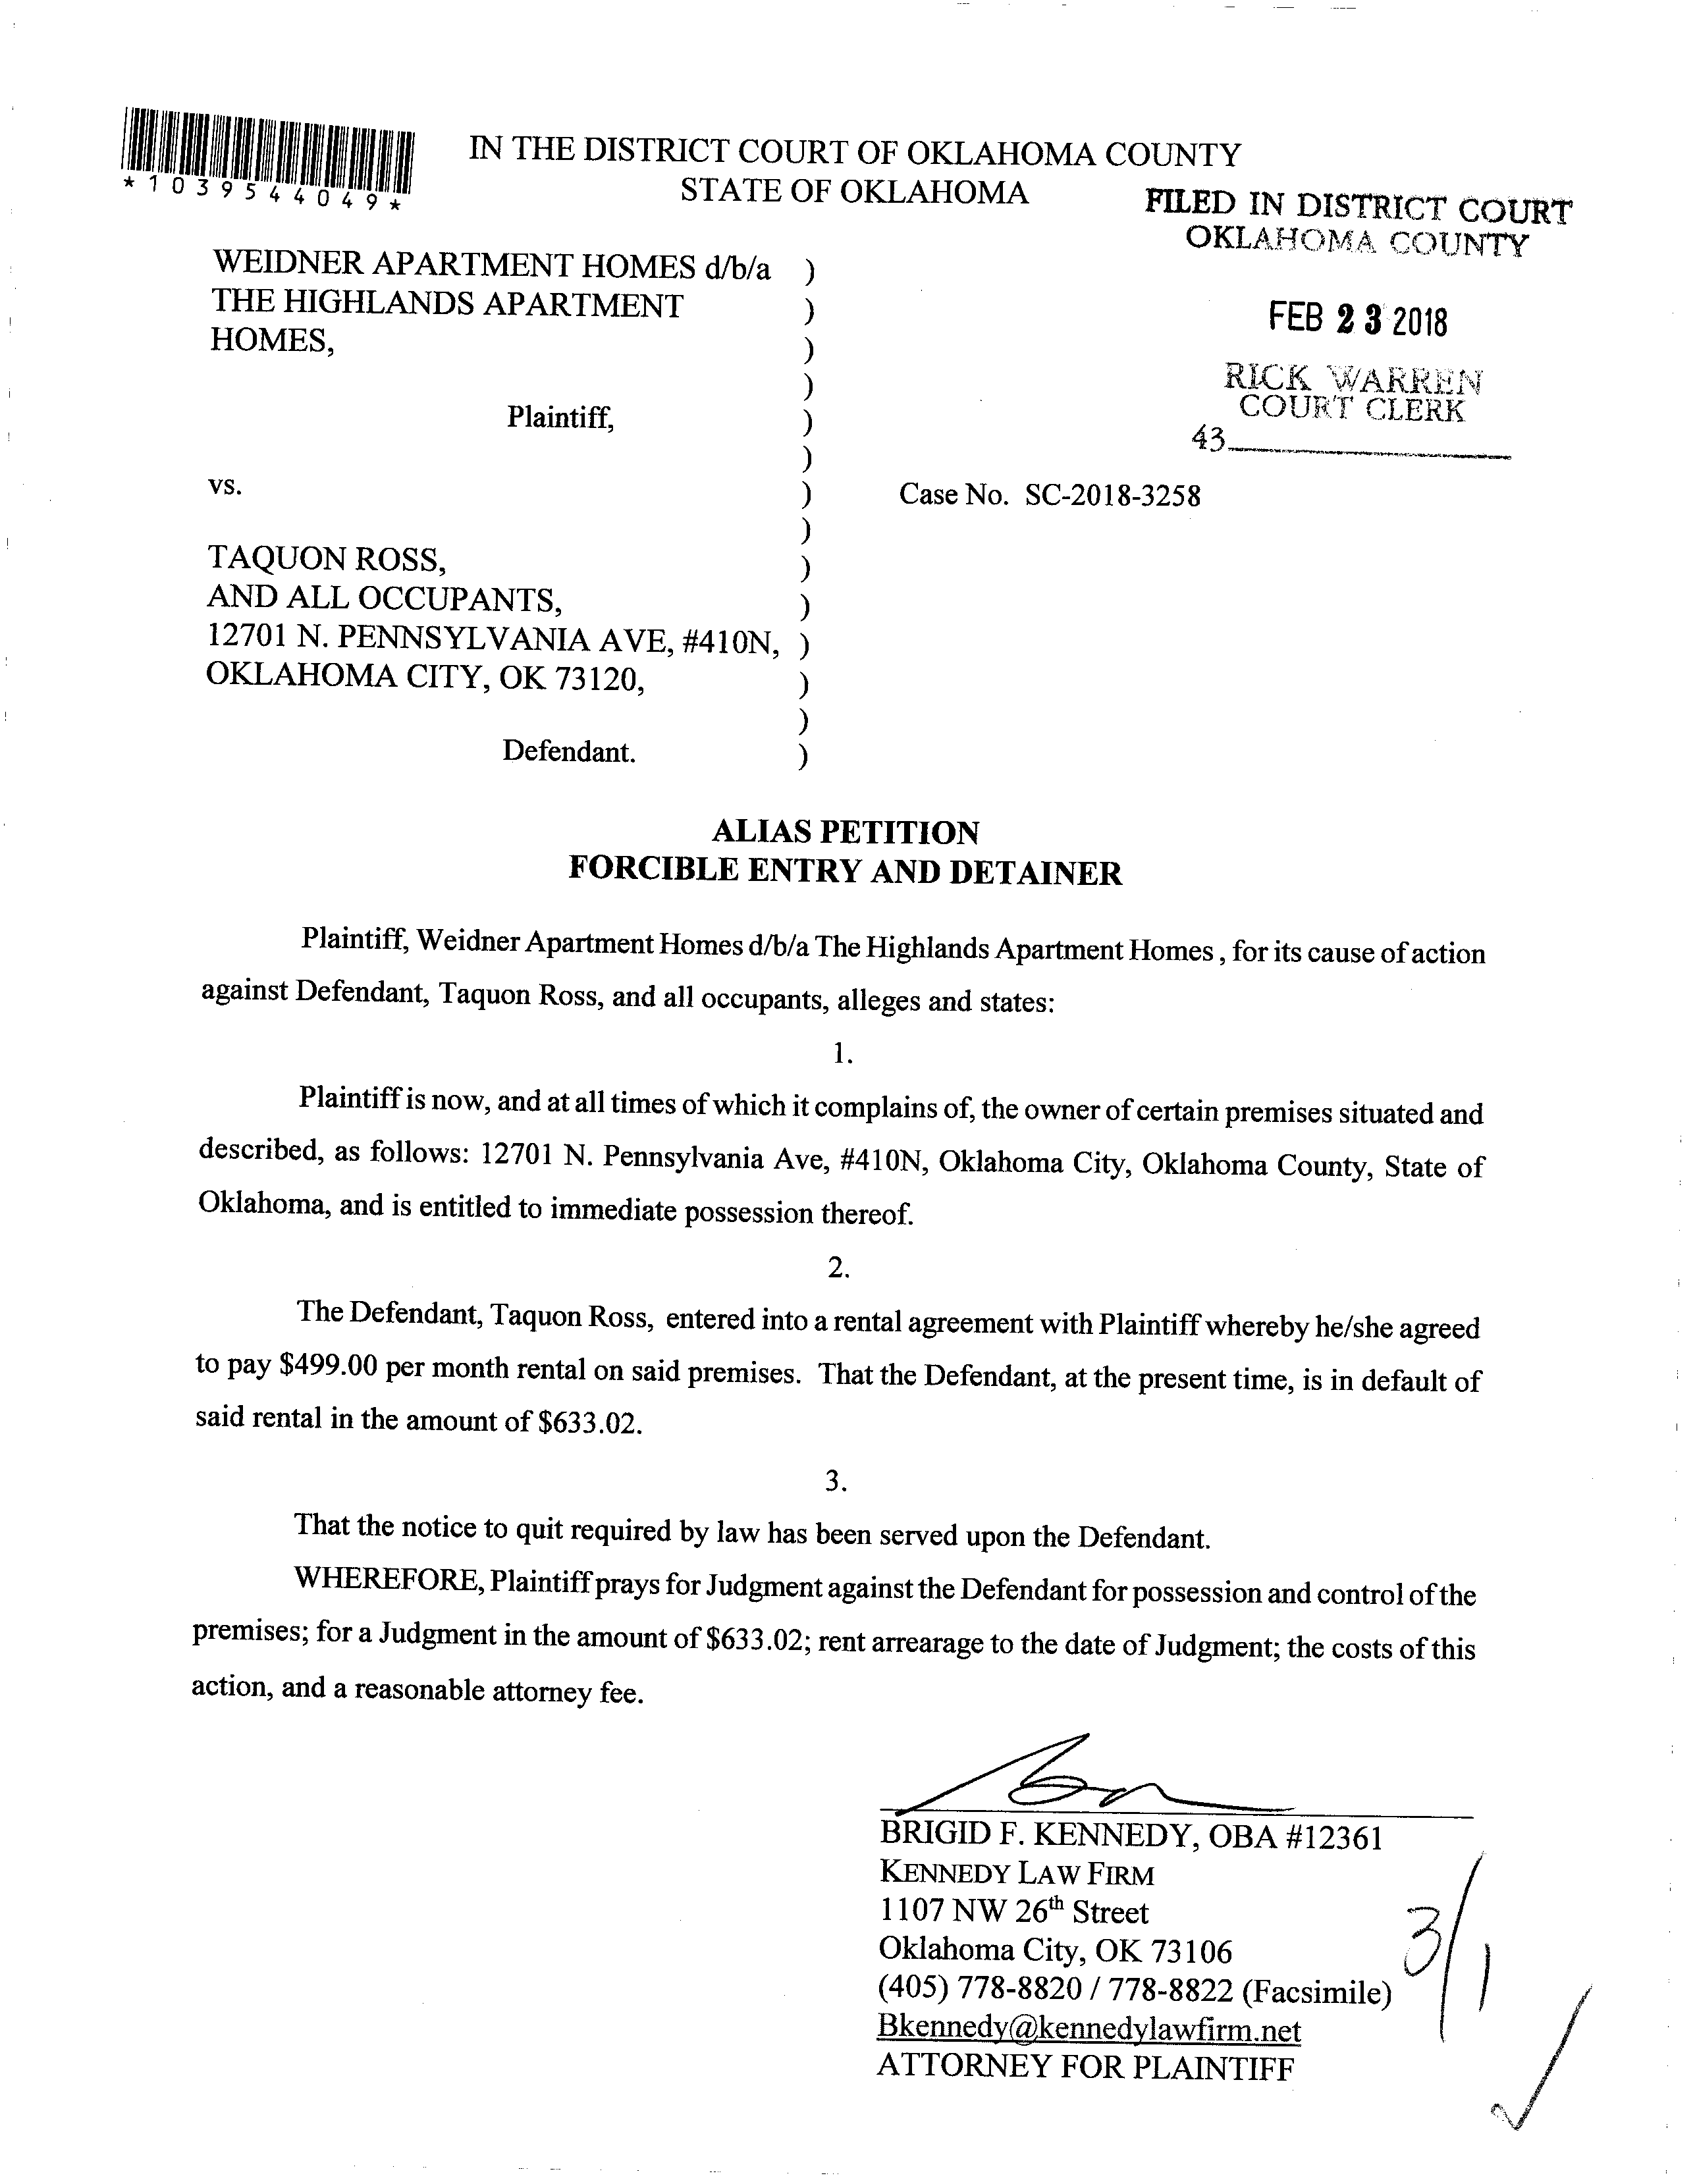 *1039544049*
IN THE DISTRICT COURT OF OKLAHOMA COUNTY
STATE OF OKLAHOMA
FILED IN DISTRICT COURT
OKLAHOMA COUNTY
FEB 23 2018
RICK WARREN
COURT CLERK
43
WEIDNER APARTMENT HOMES d/b/a )
THE HIGHLANDS APARTMENT )
HOMES, )
)
Plaintiff, )
)
vs. ) Case No. SC-2018-3258
)
TAQUON ROSS, )
AND ALL OCCUPANTS, )
12701 N. PENNSYLVANIA AVE, #410N, )
OKLAHOMA CITY, OK 73120, )
)
Defendant. )
ALIAS PETITION
FORCIBLE ENTRY AND DETAINER
Plaintiff, Weidner Apartment Homes d/b/a The Highlands Apartment Homes , for its cause of action
against Defendant, Taquon Ross, and all occupants, alleges and states:
1.
Plaintiff is now, and at all times of which it complains of, the owner of certain premises situated and
described, as follows: 12701 N. Pennsylvania Ave, #410N, Oklahoma City, Oklahoma County, State of
Oklahoma, and is entitled to immediate possession thereof.
2.
The Defendant, Taquon Ross, entered into a rental agreement with Plaintiff whereby he/she agreed
to pay $499.00 per month rental on said premises. That the Defendant, at the present time, is in default of
said rental in the amount of $633.02.
3.
That the notice to quit required by law has been served upon the Defendant.
WHEREFORE, Plaintiff prays for Judgment against the Defendant for possession and control of the
premises; for a Judgment in the amount of $633.02; rent arrearage to the date of Judgment; the costs of this
action, and a reasonable attorney fee.
BRIGID F. KENNEDY, OBA #12361
KENNEDY LAW FIRM
1107 NW 26th Street
Oklahoma City, OK 73106
(405) 778-8820 / 778-8822 (Facsimile)
Bkennedy@kennedylawfirm.net
ATTORNEY FOR PLAINTIFF
3/1